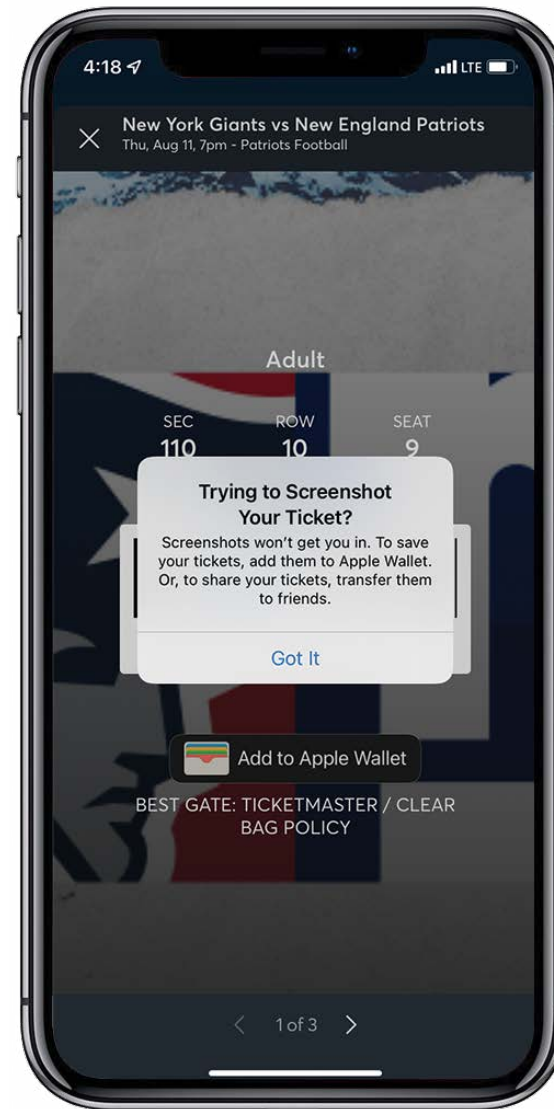 4:18
LTE
New York Giants vs New England Patriots
Thu, Aug 11, 7pm - Patriots Football
Adult
SEC ROW SEAT
110 10 9
Trying to Screenshot
Your Ticket?
Screenshots won't get you in. To save
your tickets, add them to Apple Wallet.
Or, to share your tickets, transfer them
to friends.
Got It
Add to Apple Wallet
BEST GATE: TICKETMASTER / CLEAR
BAG POLICY
1 of 3